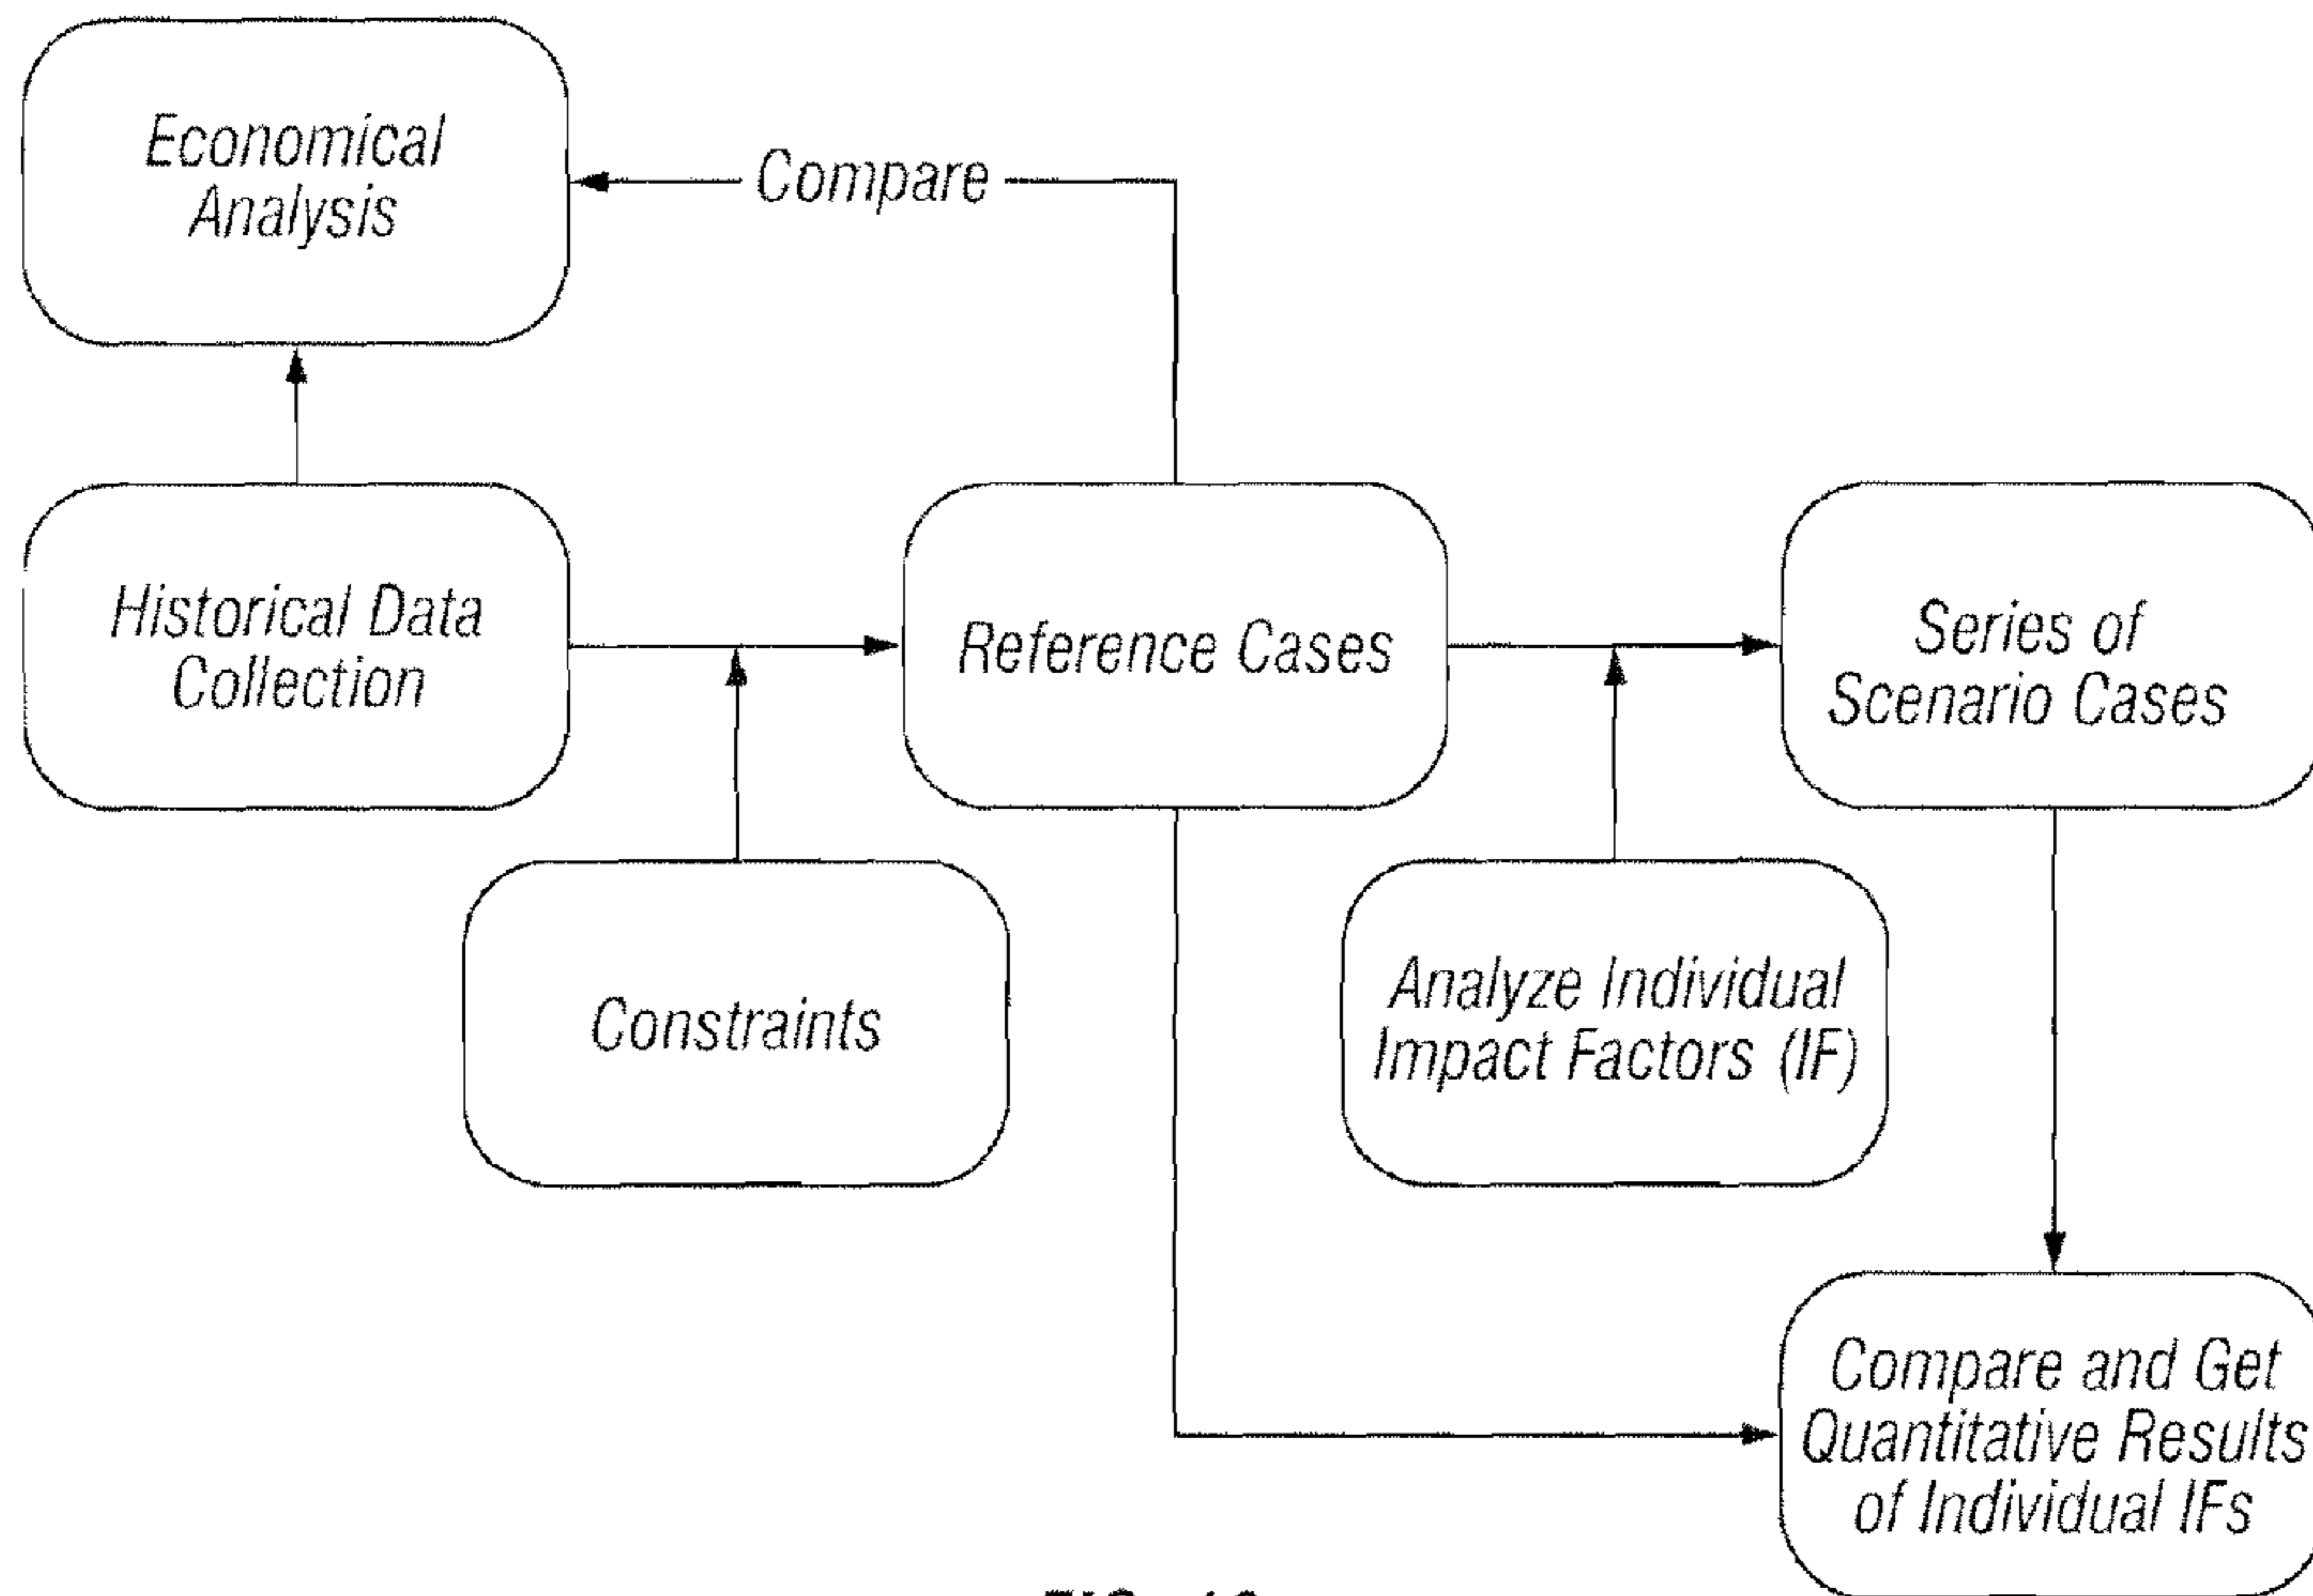 Economical
Analysis
Compare
Historical Data
Collection
Reference Cases
Series of
Scenario Cases
Constraints
Analyze Individual
Impact Factors (IF)
Compare and Get
Quantitative Results
of Individual IFs